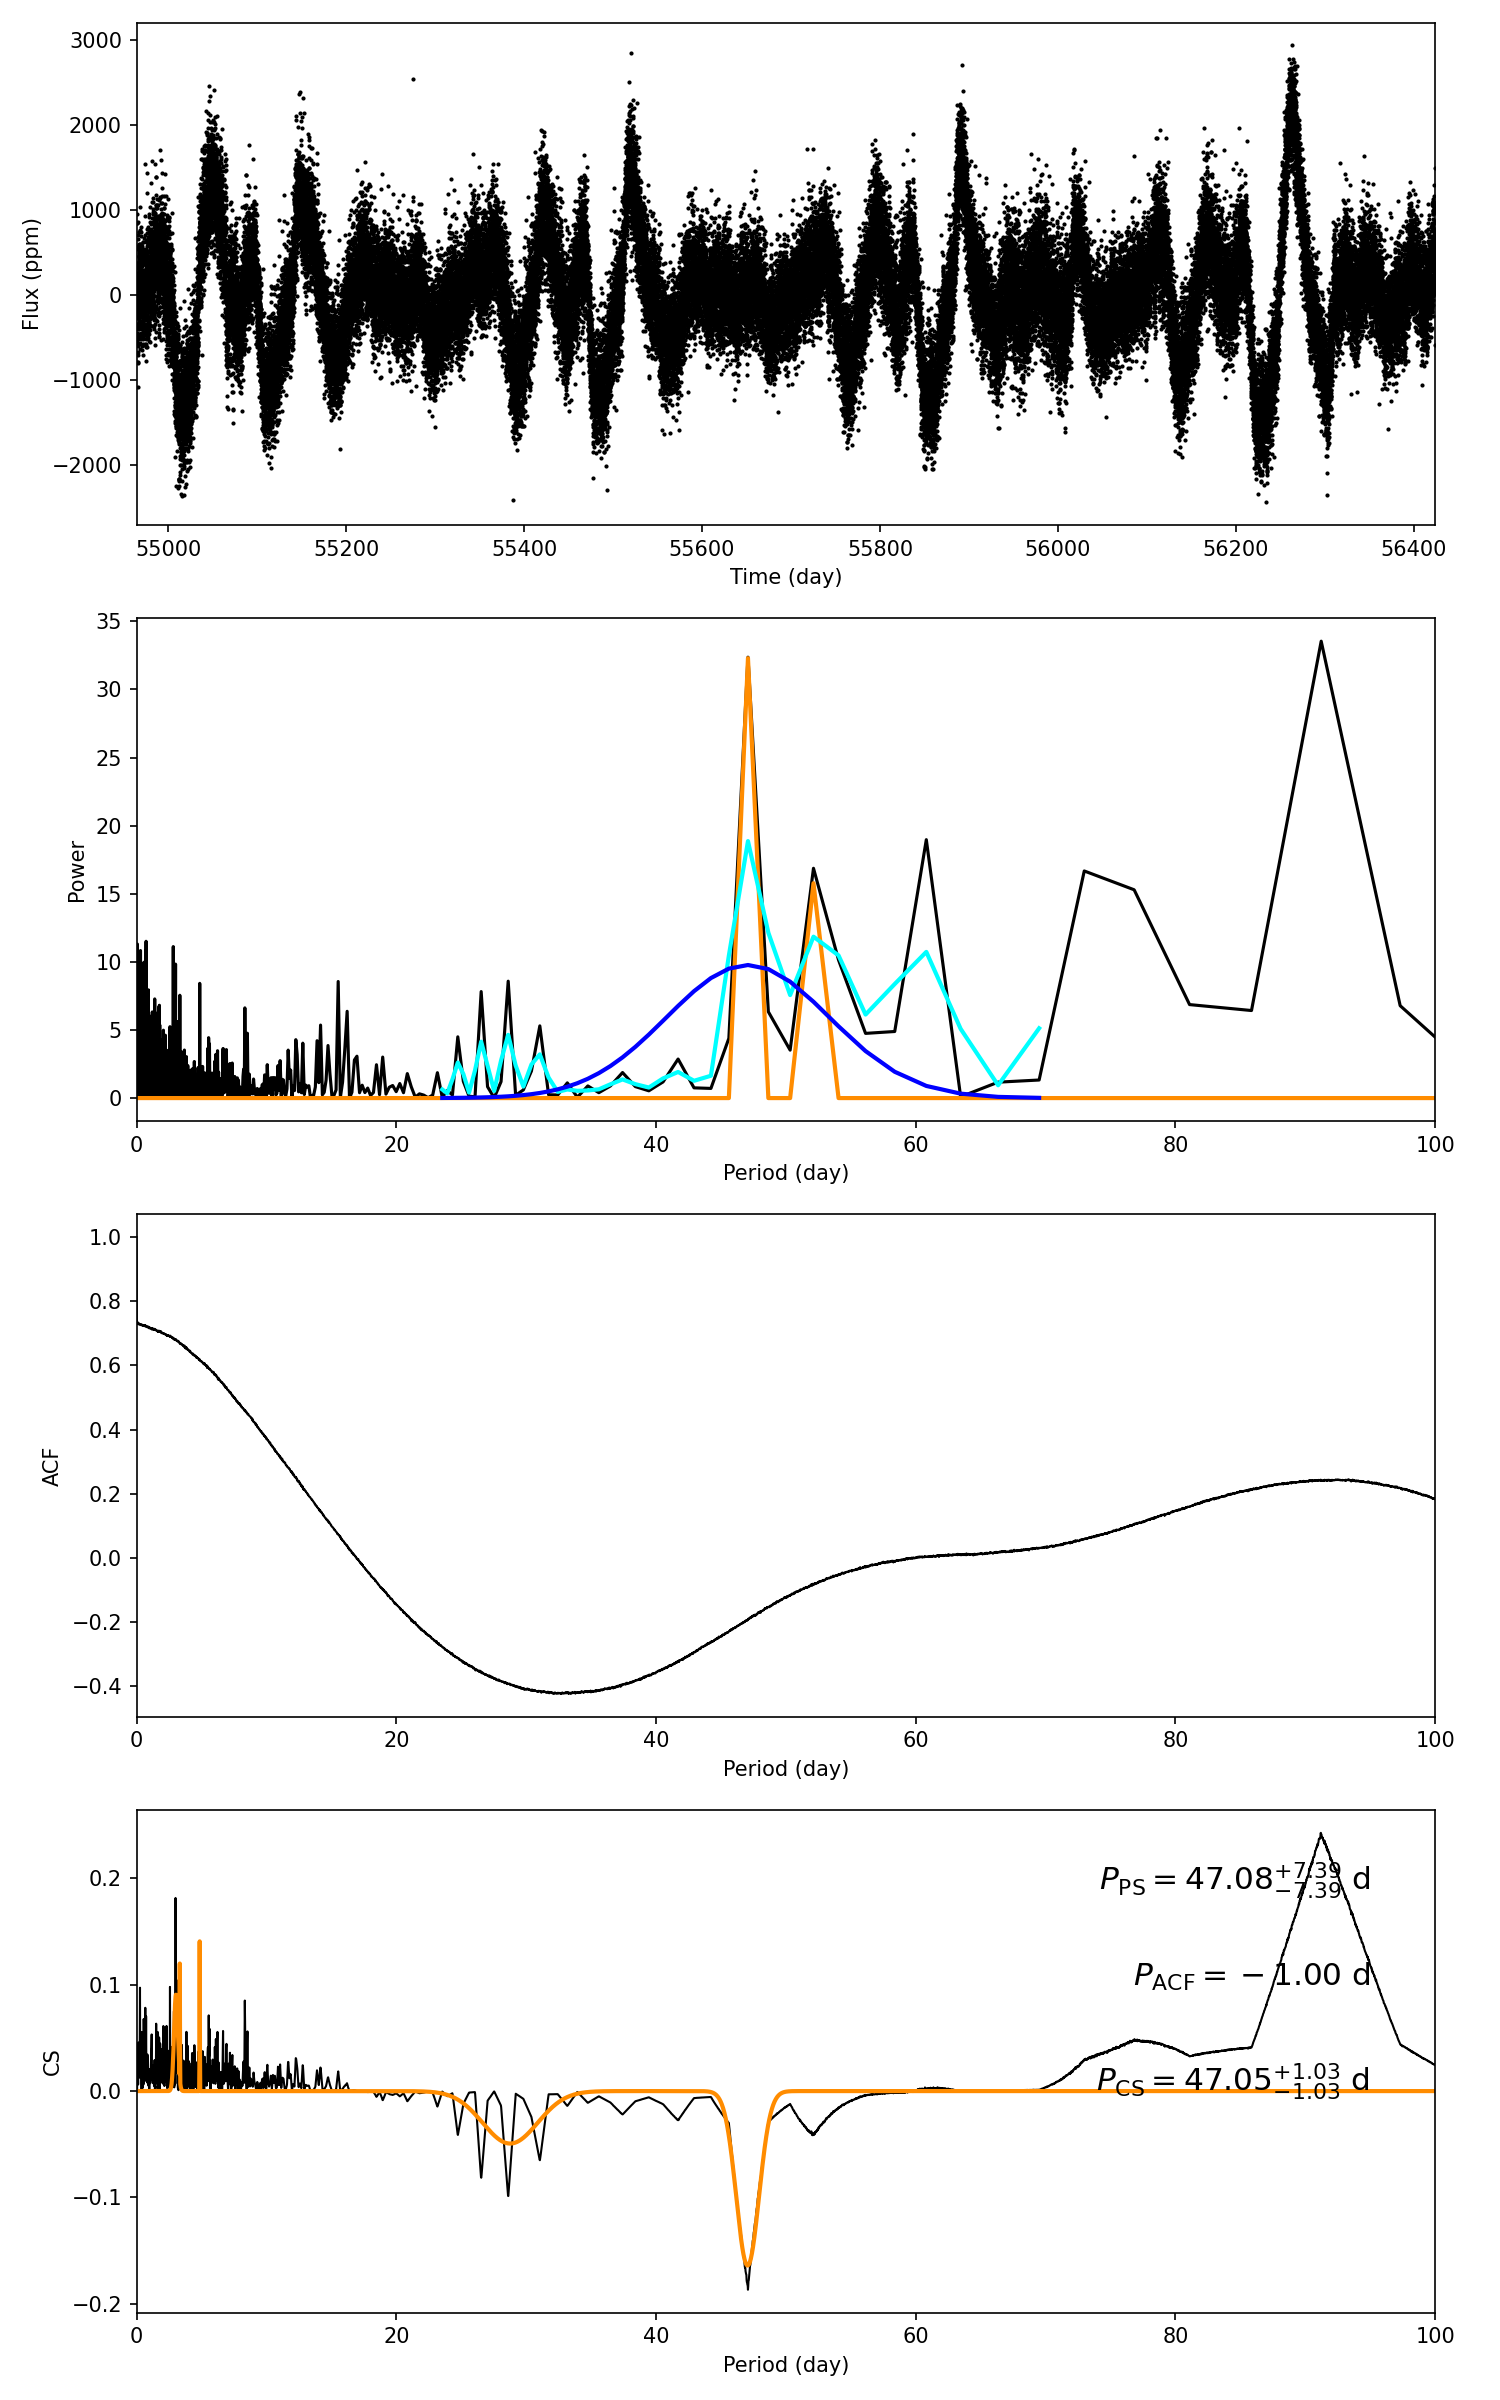 3000
2000
1000
0
−1000
−2000
Flux (ppm)
55000 55200 55400 55600 55800 56000 56200 56400
Time (day)
35
30
25
20
15
10
5
0
Power
0 20 40 60 80 100
Period (day)
1.0
0.8
0.6
0.4
0.2
0.0
−0.2
−0.4
ACF
0 20 40 60 80 100
Period (day)
0.2
0.1
0.0
−0.1
−0.2
CS
P_PS = 47.08 +7.39 −7.39 d
P_ACF = −1.00 d
P_CS = 47.05 +1.03 −1.03 d
0 20 40 60 80 100
Period (day)